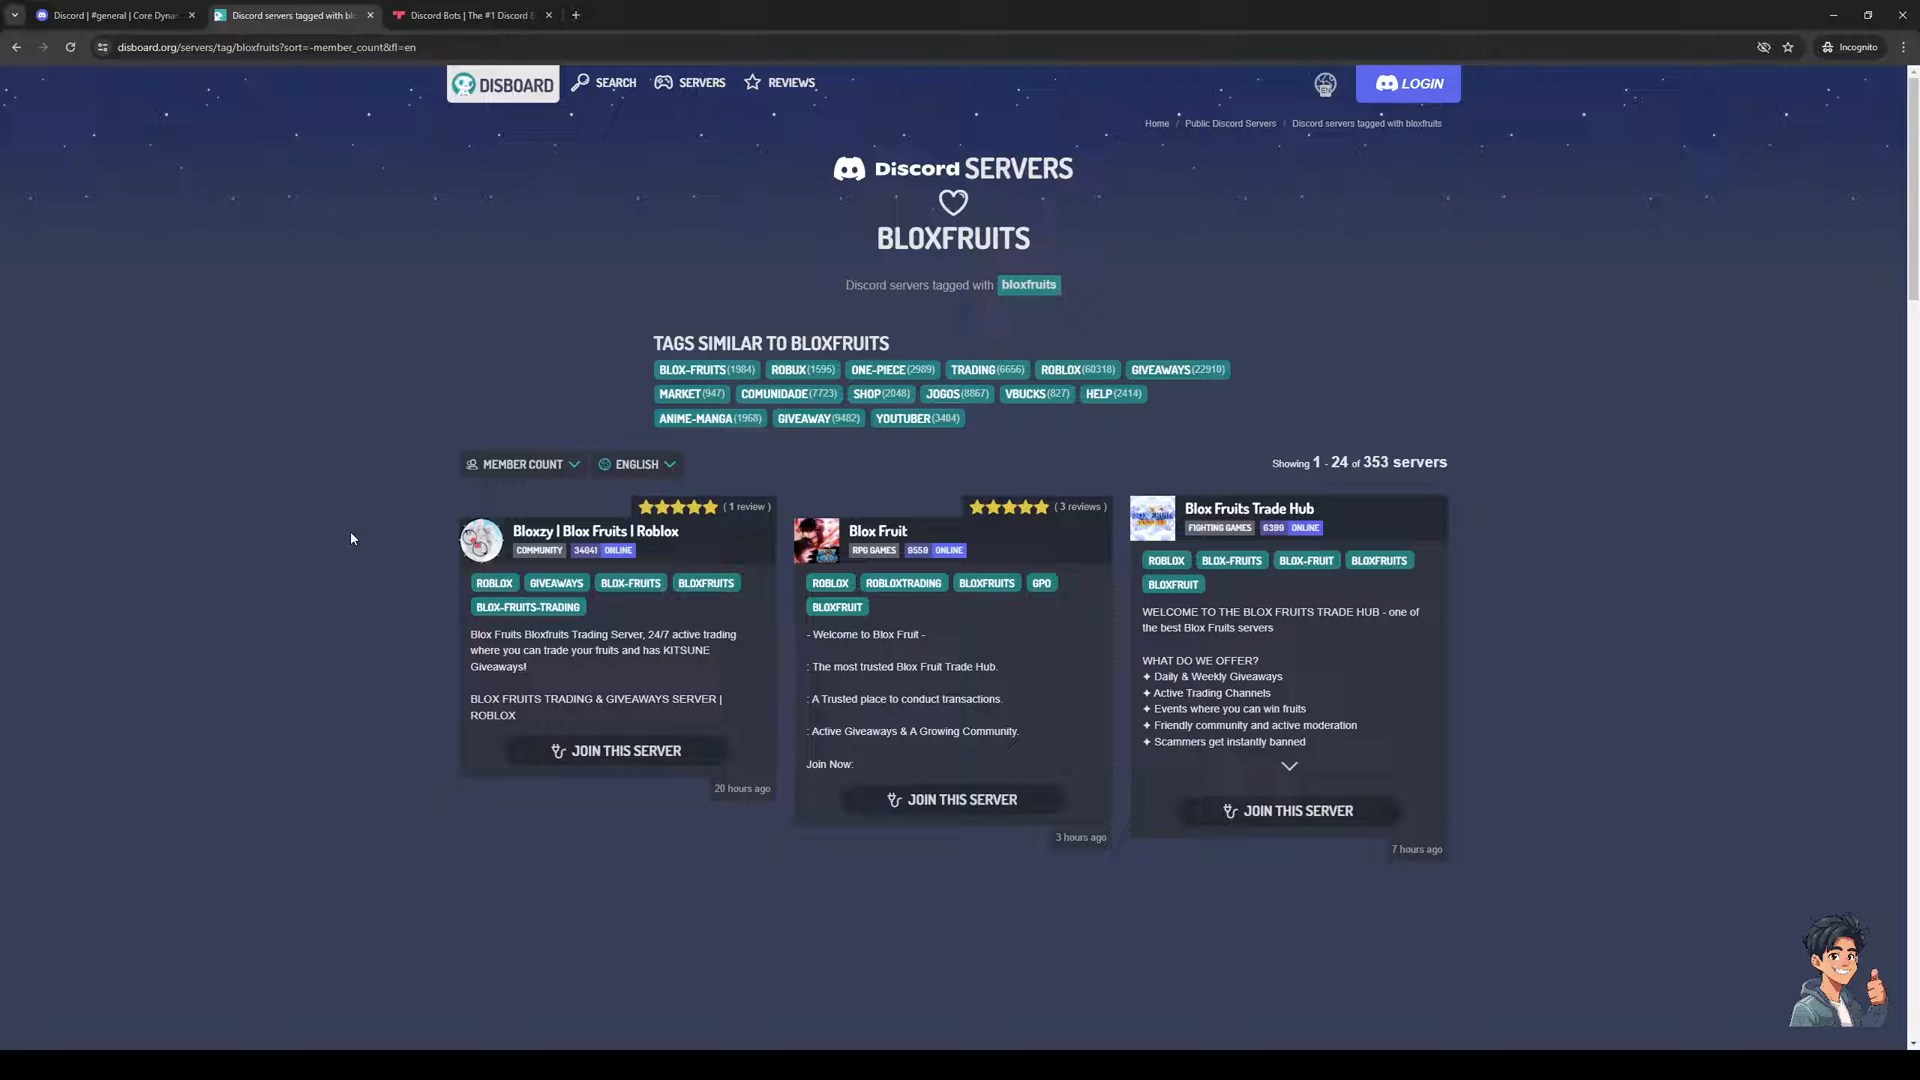 Discord | #general | Core Dynan
Discord servers tagged with blo
Discord Bots | The #1 Discord B
disboard.org/servers/tag/bloxfruits?sort=-member_count&fl=en
Incognito
DISBOARD
SEARCH
SERVERS
REVIEWS
EN
LOGIN
Home / Public Discord Servers / Discord servers tagged with bloxfruits
Discord SERVERS
BLOXFRUITS
Discord servers tagged with bloxfruits
TAGS SIMILAR TO BLOXFRUITS
BLOX-FRUITS(1984) ROBUX(1595) ONE-PIECE(2989) TRADING(6656) ROBLOX(60318) GIVEAWAYS(22910)
MARKET(947) COMUNIDADE(7723) SHOP(2048) JOGOS(8867) VBUCKS(827) HELP(2414)
ANIME-MANGA(1968) GIVEAWAY(9482) YOUTUBER(3404)
MEMBER COUNT
ENGLISH
Showing 1 - 24 of 353 servers
( 1 review )
Bloxzy | Blox Fruits | Roblox
COMMUNITY 34041 ONLINE
ROBLOX GIVEAWAYS BLOX-FRUITS BLOXFRUITS
BLOX-FRUITS-TRADING
Blox Fruits Bloxfruits Trading Server, 24/7 active trading
where you can trade your fruits and has KITSUNE
Giveaways!
BLOX FRUITS TRADING & GIVEAWAYS SERVER |
ROBLOX
JOIN THIS SERVER
20 hours ago
( 3 reviews )
Blox Fruit
RPG GAMES 9559 ONLINE
ROBLOX ROBLOXTRADING BLOXFRUITS GPO
BLOXFRUIT
- Welcome to Blox Fruit -
: The most trusted Blox Fruit Trade Hub.
: A Trusted place to conduct transactions.
: Active Giveaways & A Growing Community.
Join Now:
JOIN THIS SERVER
3 hours ago
Blox Fruits Trade Hub
FIGHTING GAMES 6399 ONLINE
ROBLOX BLOX-FRUITS BLOX-FRUIT BLOXFRUITS
BLOXFRUIT
WELCOME TO THE BLOX FRUITS TRADE HUB - one of
the best Blox Fruits servers
WHAT DO WE OFFER?
✦ Daily & Weekly Giveaways
✦ Active Trading Channels
✦ Events where you can win fruits
✦ Friendly community and active moderation
✦ Scammers get instantly banned
JOIN THIS SERVER
7 hours ago